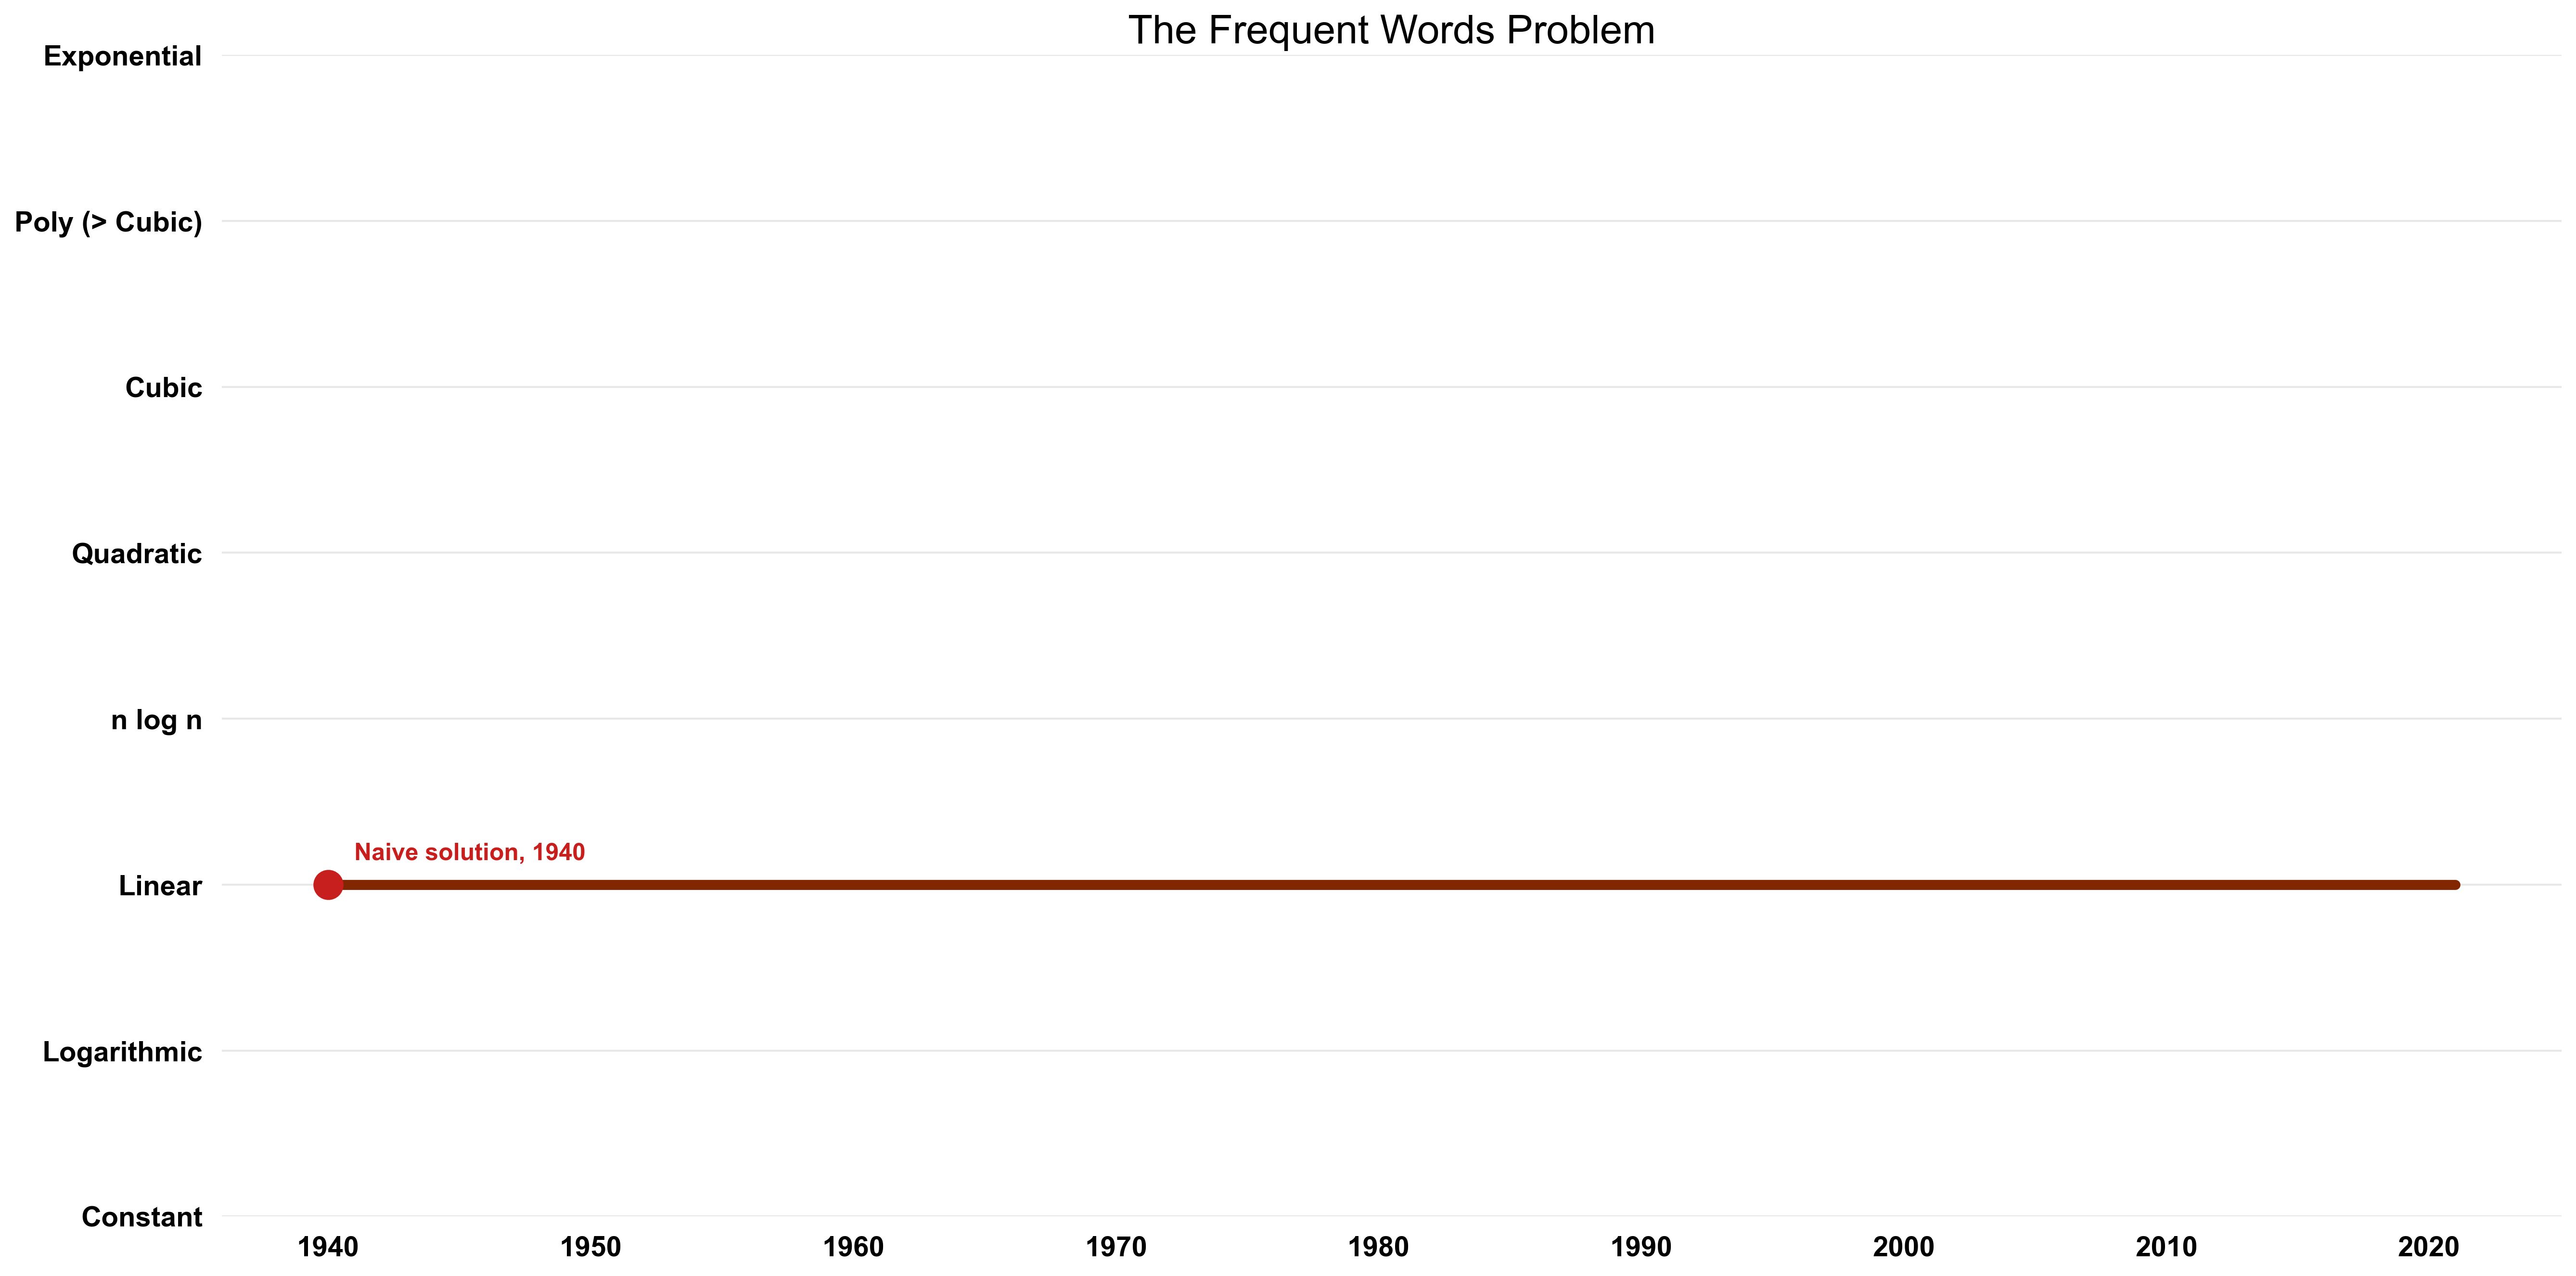 The Frequent Words Problem
Exponential
Poly (> Cubic)
Cubic
Quadratic
n log n
Naive solution, 1940
Linear
Logarithmic
Constant
1940 1950 1960 1970 1980 1990 2000 2010 2020